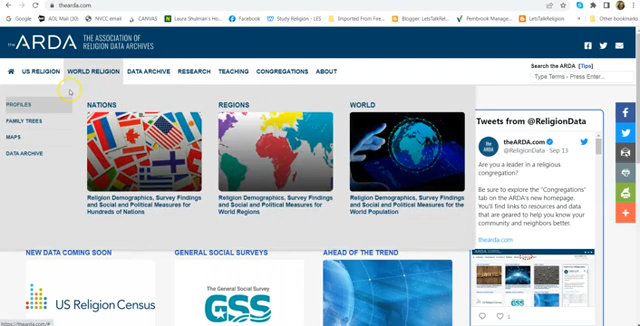 thearda.com
Google AOL Mail NVCC email CANVAS Laura Shulman's Ho... Facebook Study Religion - LES Imported From Firef... Blogger: LetsTalkRe... Pembrook Manage... LetsTalkReligion
the ARDA THE ASSOCIATION OF
RELIGION DATA ARCHIVES
US RELIGION WORLD RELIGION DATA ARCHIVE RESEARCH TEACHING CONGREGATIONS ABOUT
Search the ARDA [Tips]
Type Terms - Press Enter...
PROFILES
FAMILY TREES
MAPS
DATA ARCHIVE
NATIONS
Religion Demographics, Survey Findings
and Social and Political Measures for
Hundreds of Nations
REGIONS
Religion Demographics, Survey Findings
and Social and Political Measures for
World Regions
WORLD
Religion Demographics, Survey Findings
and Social and Political Measures for the
World Population
Tweets from @ReligionData
theARDA.com
@ReligionData · Sep 13
Are you a leader in a religious
congregation?
Be sure to explore the "Congregations"
tab on the ARDA's new homepage.
You'll find links to resources and data
that are geared to help you know your
community and neighbors better.
thearda.com
1
NEW DATA COMING SOON
US Religion Census
GENERAL SOCIAL SURVEYS
GSS
The General Social Survey
AHEAD OF THE TREND
https://thearda.com/#